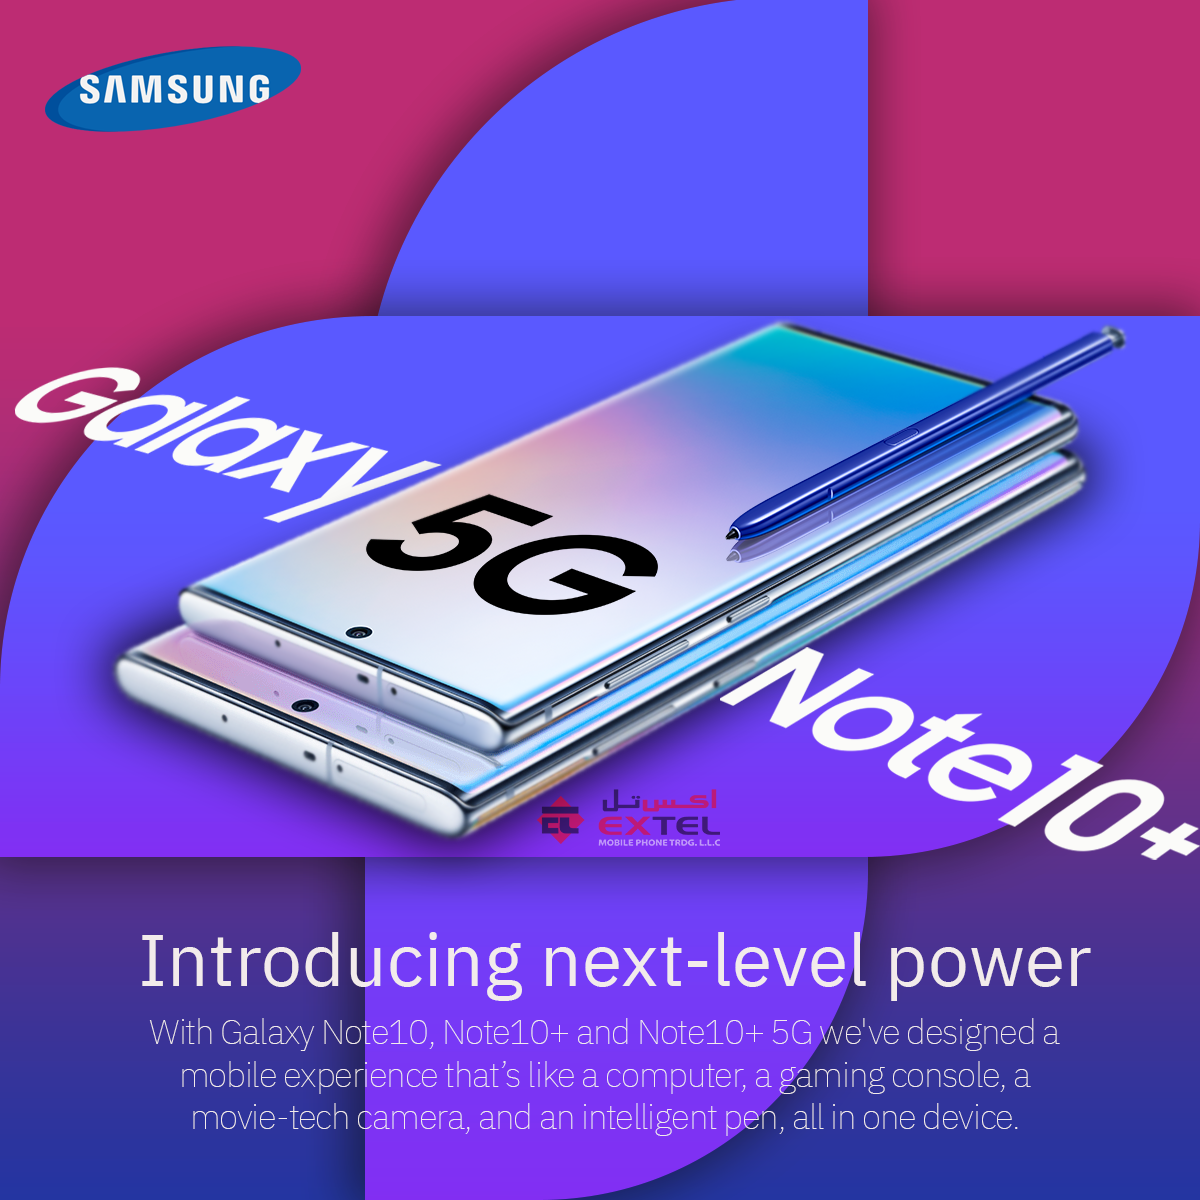 SAMSUNG
Galaxy
5G
Note10+
اكس تل
EXTEL
MOBILE PHONE TRDG. L.L.C
Introducing next-level power
With Galaxy Note10, Note10+ and Note10+ 5G we've designed a
mobile experience that’s like a computer, a gaming console, a
movie-tech camera, and an intelligent pen, all in one device.